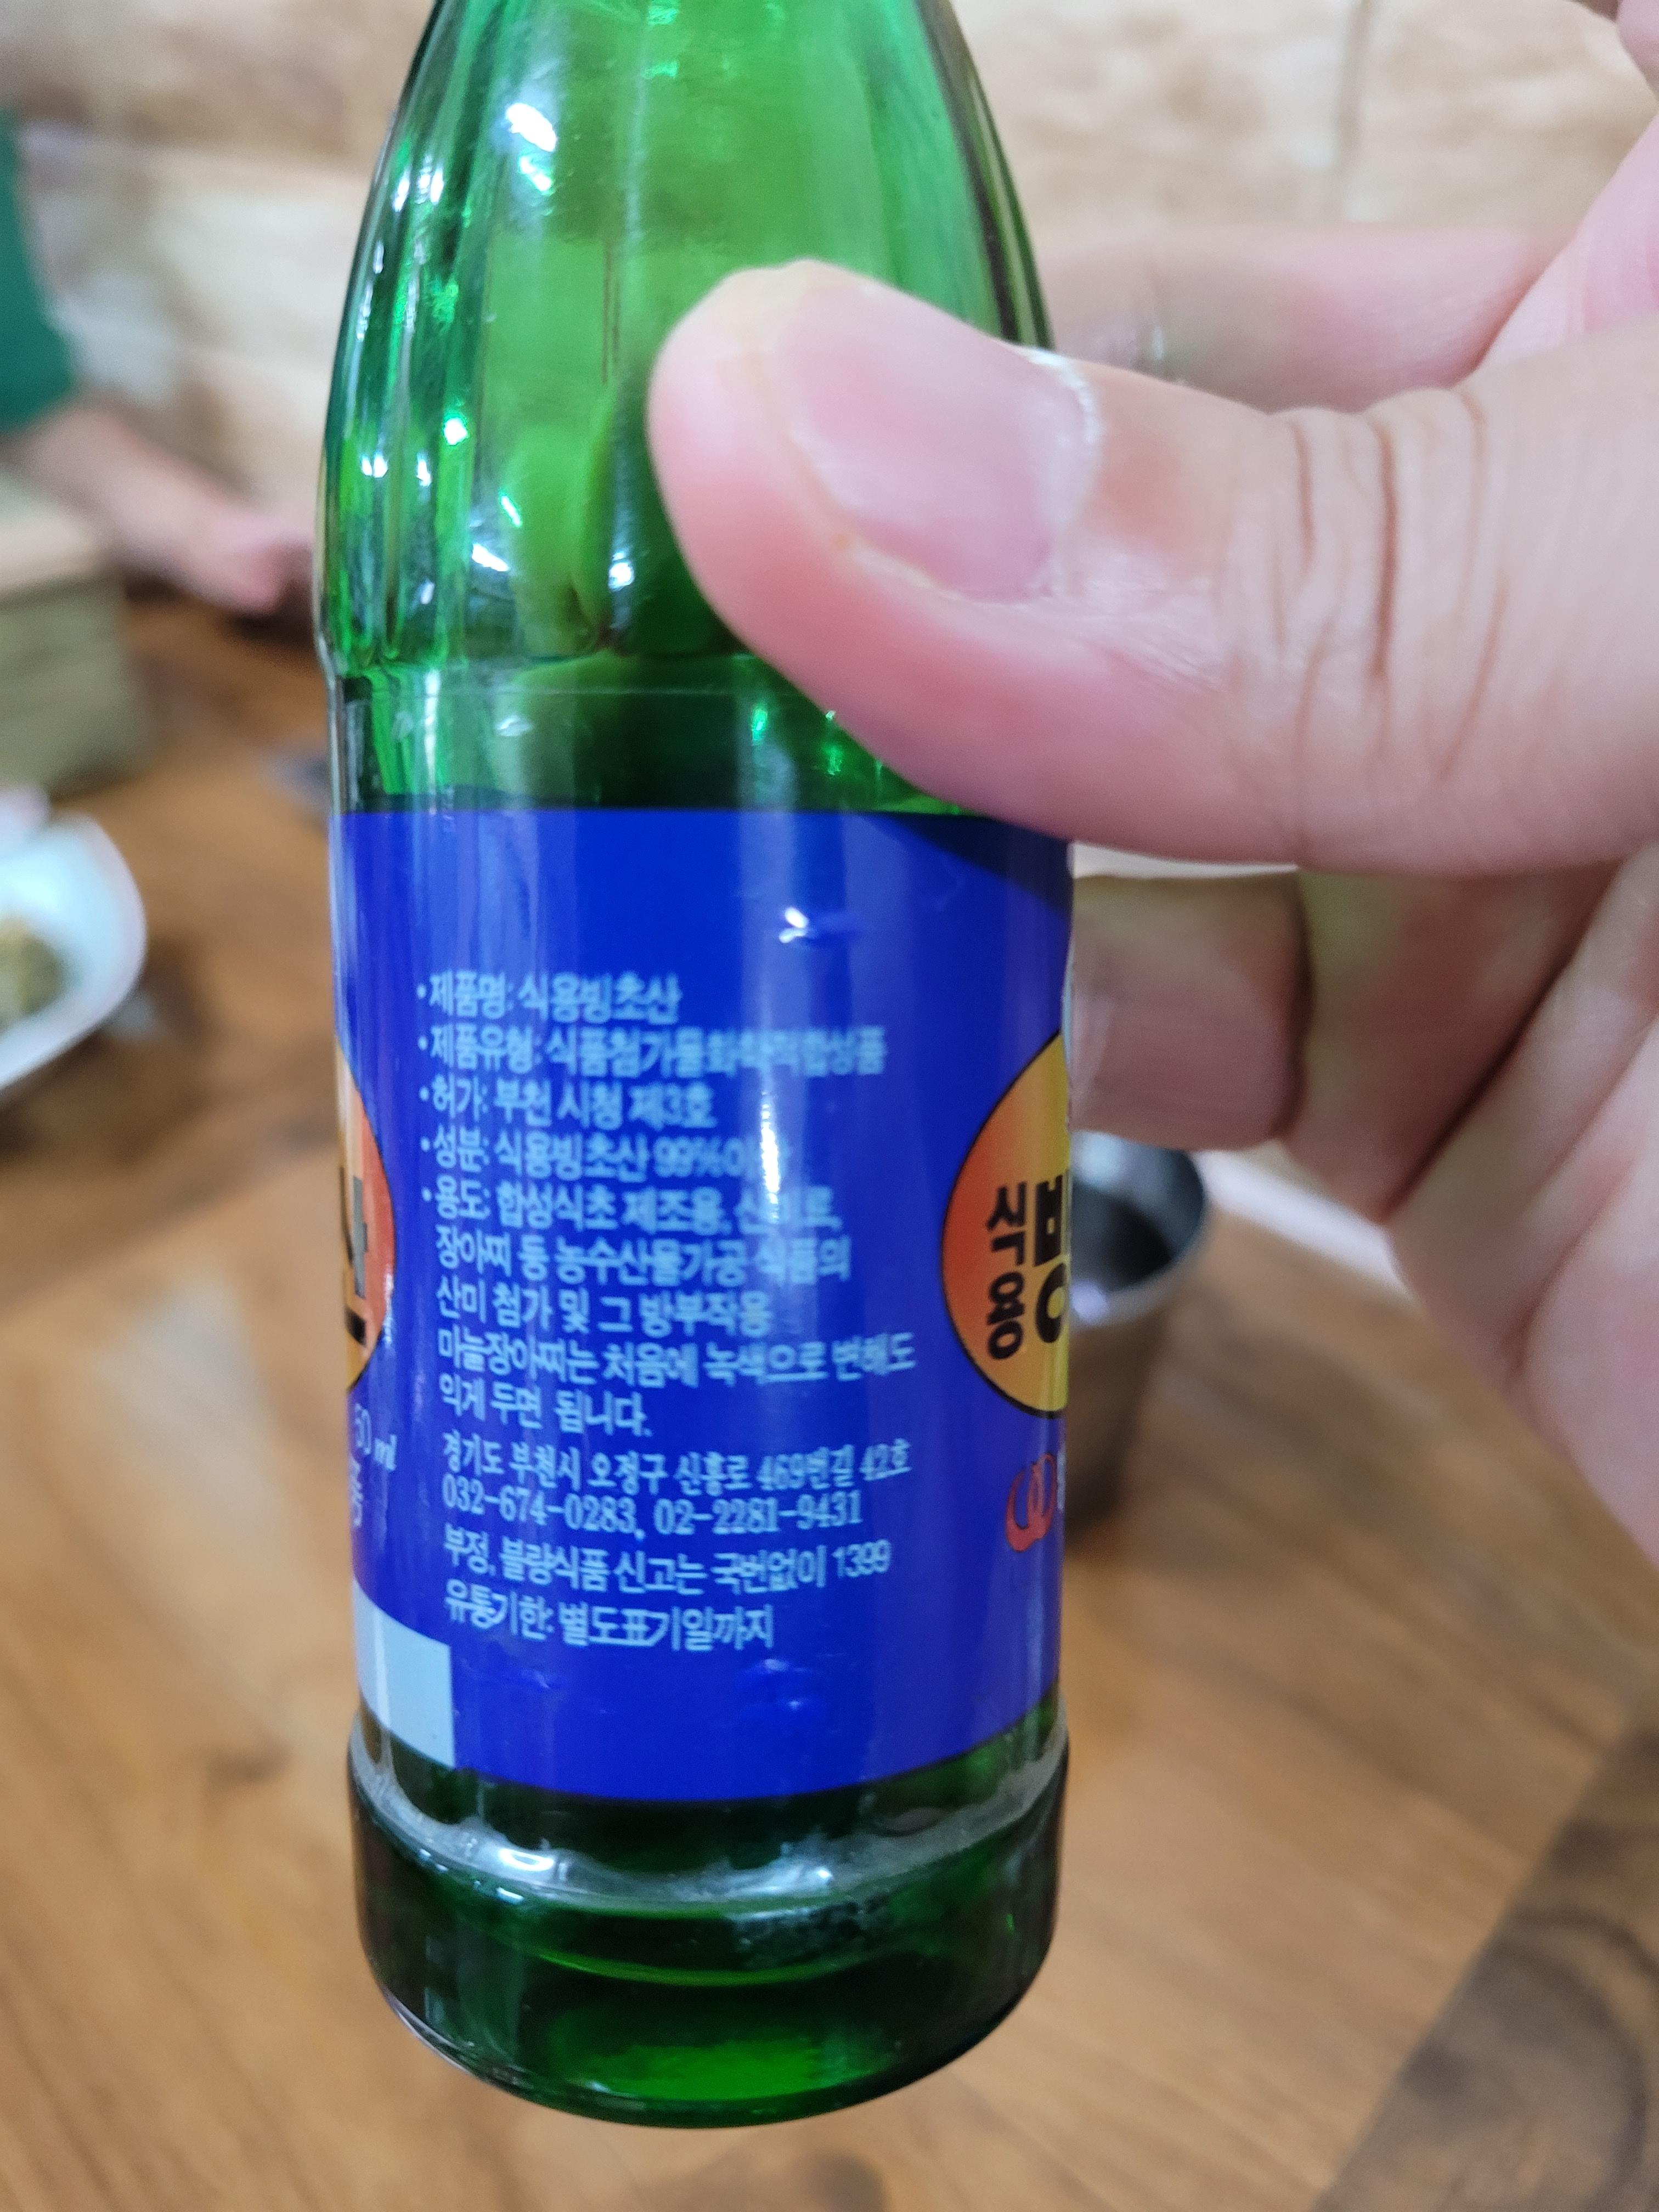 ·제품명: 식용빙초산
·제품유형: 식품첨가물화학적합성품
·허가: 부천 시청 제3호
·성분: 식용빙초산 99%이
·용도: 합성식초 제조용,
장아찌 등 농수산물가공 식품의
산미 첨가 및 그 방부작용
마늘장아찌는 처음에 녹색으로 변해도
익게 두면 됩니다.
경기도 부천시 오정구 신흥로 469번길 42호
032-674-0283, 02-2281-9431
부정, 불량식품 신고는 국번없이 1399
유통기한: 별도표기일까지
산
50 ml
식용
빙